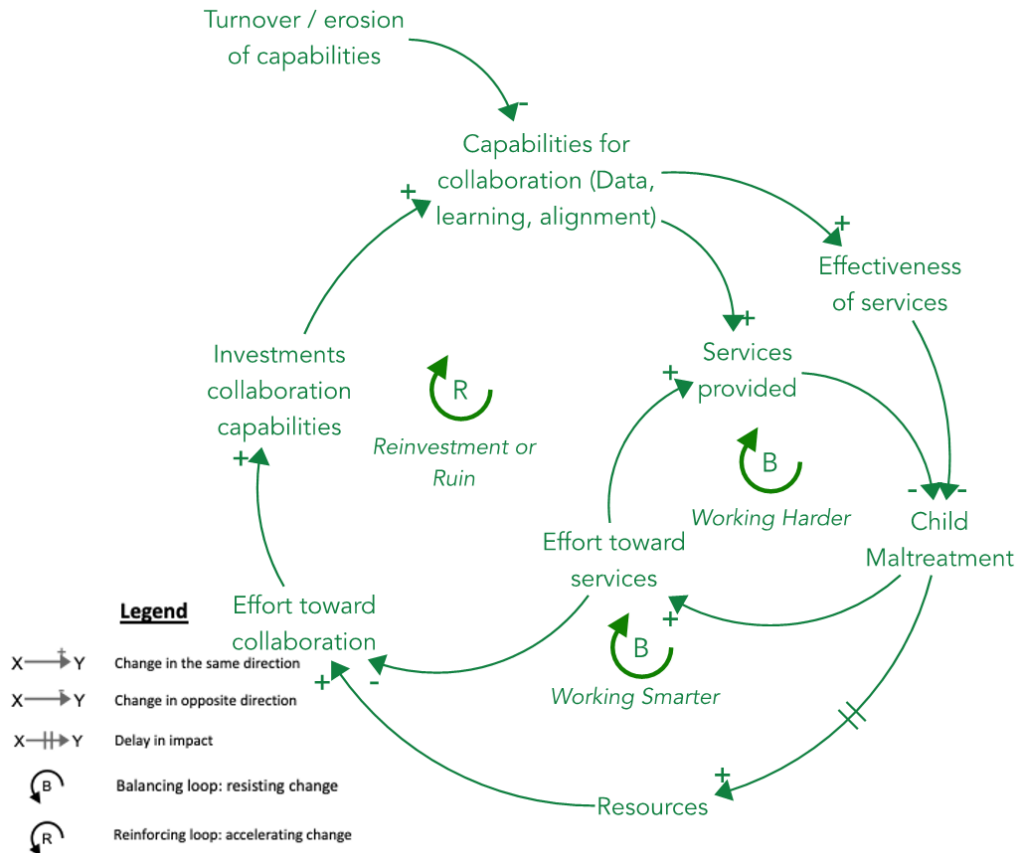 Turnover / erosion
of capabilities
-
Capabilities for
collaboration (Data,
learning, alignment)
+
+
Effectiveness
of services
+
Services
provided
+
Investments
collaboration
capabilities
+
R
Reinvestment or
Ruin
B
Working Harder
- -
Child
Maltreatment
Effort toward
services
+
Effort toward
collaboration
+ -
B
Working Smarter
+
Resources
Legend
X + Y Change in the same direction
X - Y Change in opposite direction
X Y Delay in impact
B Balancing loop: resisting change
R Reinforcing loop: accelerating change